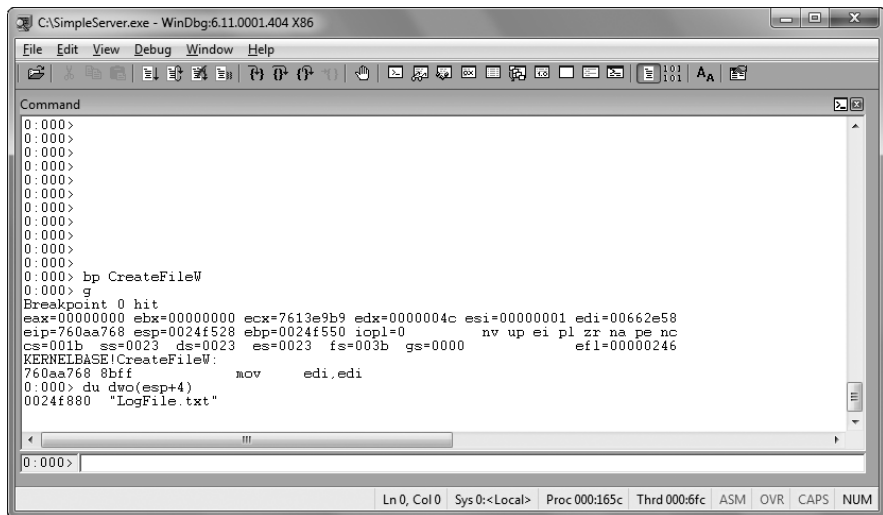 C:\SimpleServer.exe - WinDbg:6.11.0001.404 X86
File Edit View Debug Window Help
101
101
AA
Command
0:000>
0:000>
0:000>
0:000>
0:000>
0:000>
0:000>
0:000>
0:000>
0:000>
0:000>
0:000> bp CreateFileW
0:000> g
Breakpoint 0 hit
eax=00000000 ebx=00000000 ecx=7613e9b9 edx=0000004c esi=00000001 edi=00662e58
eip=760aa768 esp=0024f528 ebp=0024f550 iopl=0 nv up ei pl zr na pe nc
cs=001b ss=0023 ds=0023 es=0023 fs=003b gs=0000 efl=00000246
KERNELBASE!CreateFileW:
760aa768 8bff mov edi,edi
0:000> du dwo(esp+4)
0024f880 "LogFile.txt"
0:000>
Ln 0, Col 0 Sys 0:<Local> Proc 000:165c Thrd 000:6fc ASM OVR CAPS NUM